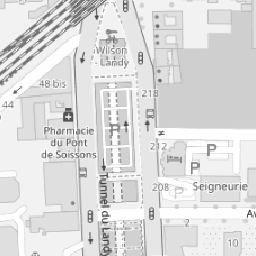 Wilson
Landy
48 bis
44
218
Pharmacie
du Pont
de Soissons
212
P
P
208
Seigneurie
Tunnel du Landy
Av
10